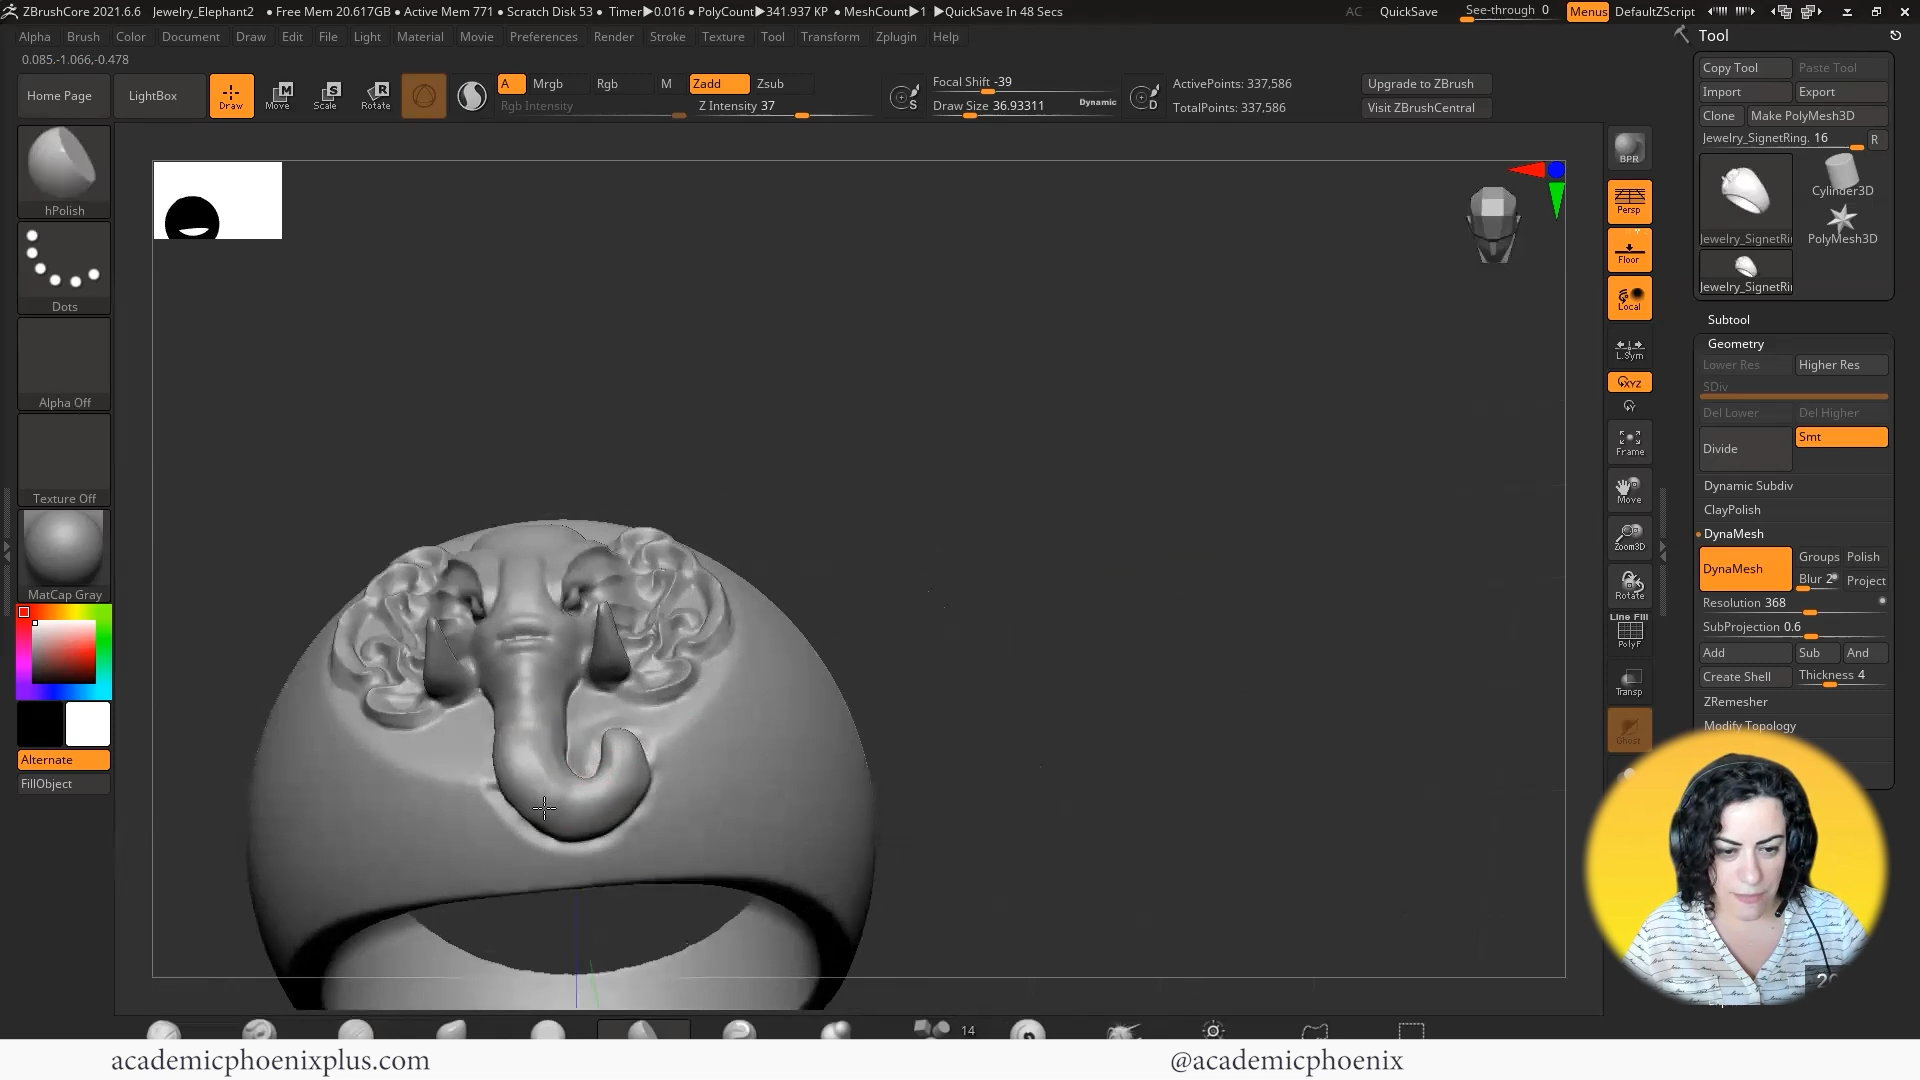 ZBrushCore 2021.6.6 Jewelry_Elephant2 • Free Mem 20.617GB • Active Mem 771 • Scratch Disk 53 • Timer▶0.016 • PolyCount▶341.937 KP • MeshCount▶1 ▶QuickSave In 48 Secs AC QuickSave See-through 0 Menus DefaultZScript
Alpha Brush Color Document Draw Edit File Light Material Movie Preferences Render Stroke Texture Tool Transform Zplugin Help
0.085,-1.066,-0.478
Home Page
LightBox
Draw
Move
Scale
Rotate
A Mrgb Rgb M Zadd Zsub
Rgb Intensity Z Intensity 37
Focal Shift -39
Draw Size 36.93311 Dynamic
S
D
ActivePoints: 337,586
TotalPoints: 337,586
Upgrade to ZBrush
Visit ZBrushCentral
hPolish
Dots
Alpha Off
Texture Off
MatCap Gray
Alternate
FillObject
BPR
Persp
Floor
Local
L.Sym
XYZ
Frame
Move
Zoom3D
Rotate
Line Fill
PolyF
Transp
Ghost
Tool
Copy Tool Paste Tool
Import Export
Clone Make PolyMesh3D
Jewelry_SignetRing. 16 R
Cylinder3D
Jewelry_SignetRi PolyMesh3D
Jewelry_SignetRi
Subtool
Geometry
Lower Res Higher Res
SDiv
Del Lower Del Higher
Divide Smt
Dynamic Subdiv
ClayPolish
DynaMesh
DynaMesh Groups Polish
Blur 2 Project
Resolution 368
SubProjection 0.6
Add Sub And
Create Shell Thickness 4
ZRemesher
Modify Topology
14
academicphoenixplus.com
@academicphoenix